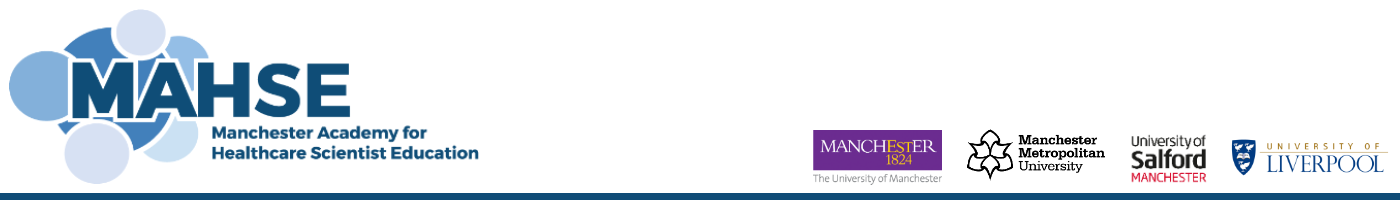 MAHSE
Manchester Academy for
Healthcare Scientist Education
MANCHEStER
1824
The University of Manchester
Manchester
Metropolitan
University
University of
Salford
MANCHESTER
UNIVERSITY OF
LIVERPOOL